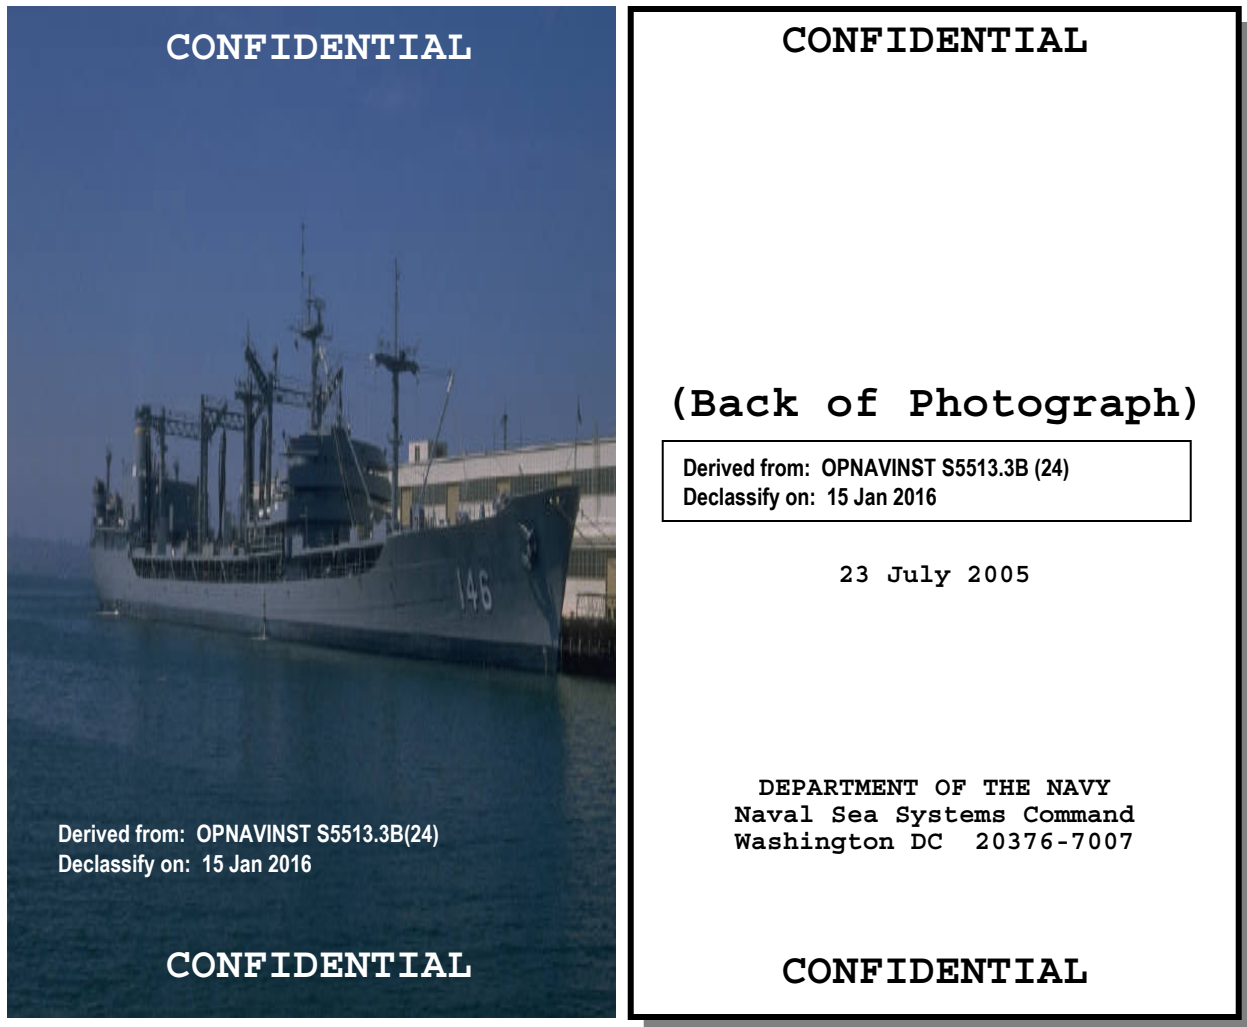 CONFIDENTIAL
146
Derived from: OPNAVINST S5513.3B(24)
Declassify on: 15 Jan 2016
CONFIDENTIAL
CONFIDENTIAL
(Back of Photograph)
Derived from: OPNAVINST S5513.3B (24)
Declassify on: 15 Jan 2016
23 July 2005
DEPARTMENT OF THE NAVY
Naval Sea Systems Command
Washington DC 20376-7007
CONFIDENTIAL